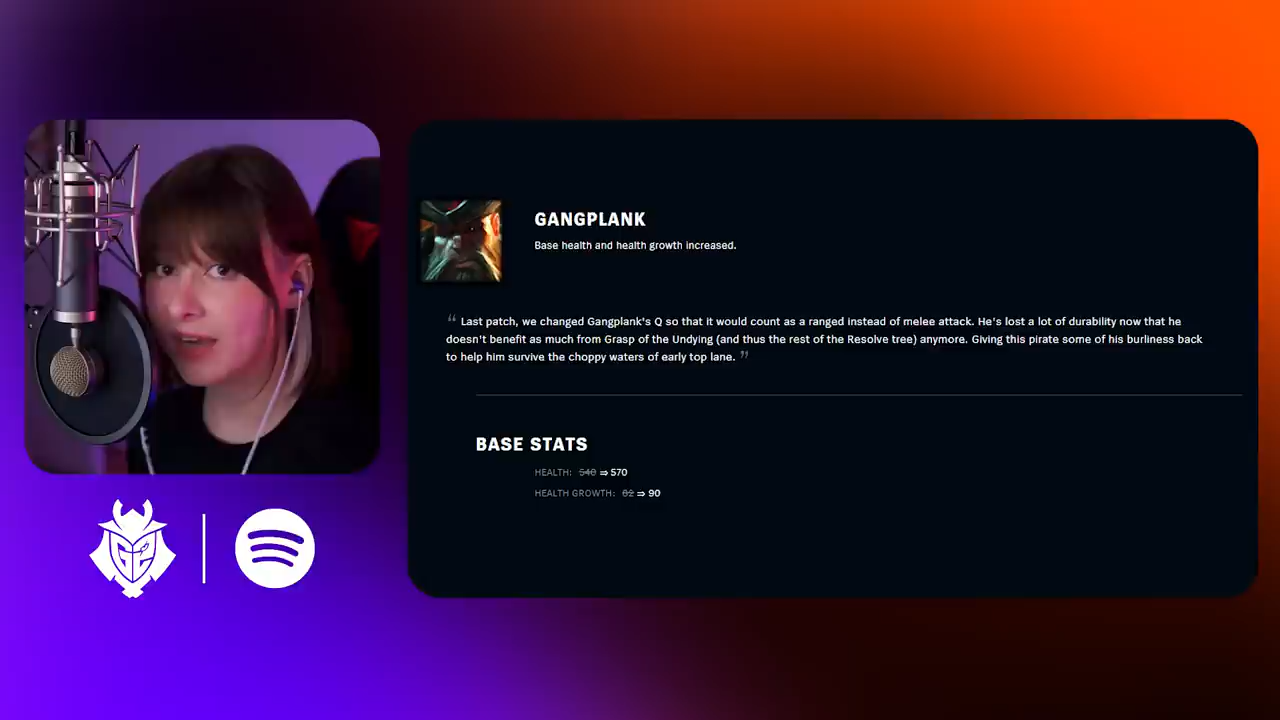 GANGPLANK
Base health and health growth increased.
“ Last patch, we changed Gangplank's Q so that it would count as a ranged instead of melee attack. He's lost a lot of durability now that he
doesn't benefit as much from Grasp of the Undying (and thus the rest of the Resolve tree) anymore. Giving this pirate some of his burliness back
to help him survive the choppy waters of early top lane. ”
BASE STATS
HEALTH: 540 ⇒ 570
HEALTH GROWTH: 82 ⇒ 90
G2